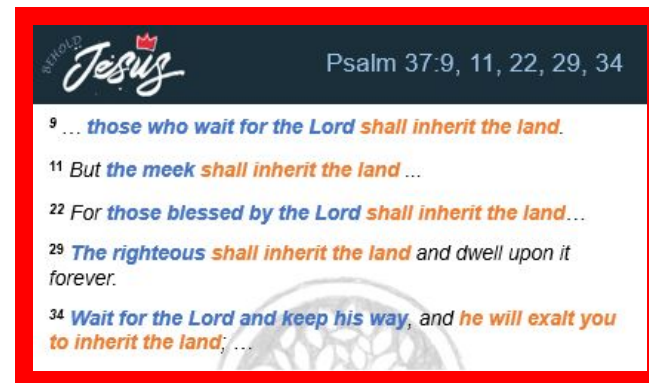 BEHOLD
Jesus
Psalm 37:9, 11, 22, 29, 34
9 … those who wait for the Lord shall inherit the land.
11 But the meek shall inherit the land ...
22 For those blessed by the Lord shall inherit the land…
29 The righteous shall inherit the land and dwell upon it
forever.
34 Wait for the Lord and keep his way, and he will exalt you
to inherit the land; …